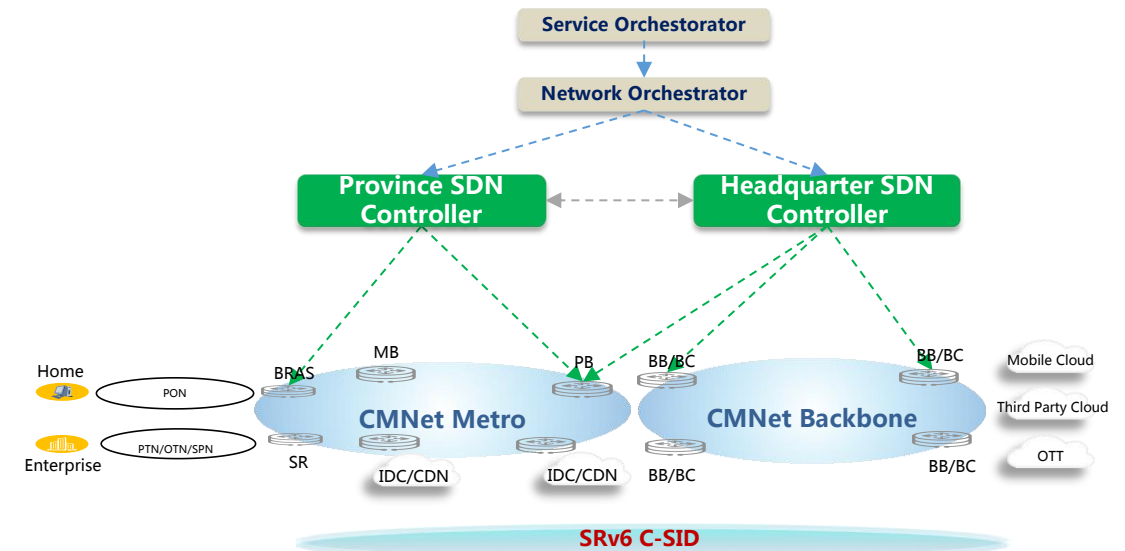 Service Orchestorator
Network Orchestrator
Province SDN
Controller
Headquarter SDN
Controller
MB
PB
BB/BC
BB/BC
Mobile Cloud
Home
BRAS
PON
CMNet Metro
CMNet Backbone
Third Party Cloud
PTN/OTN/SPN
Enterprise
SR
IDC/CDN
IDC/CDN
BB/BC
BB/BC
OTT
SRv6 C-SID